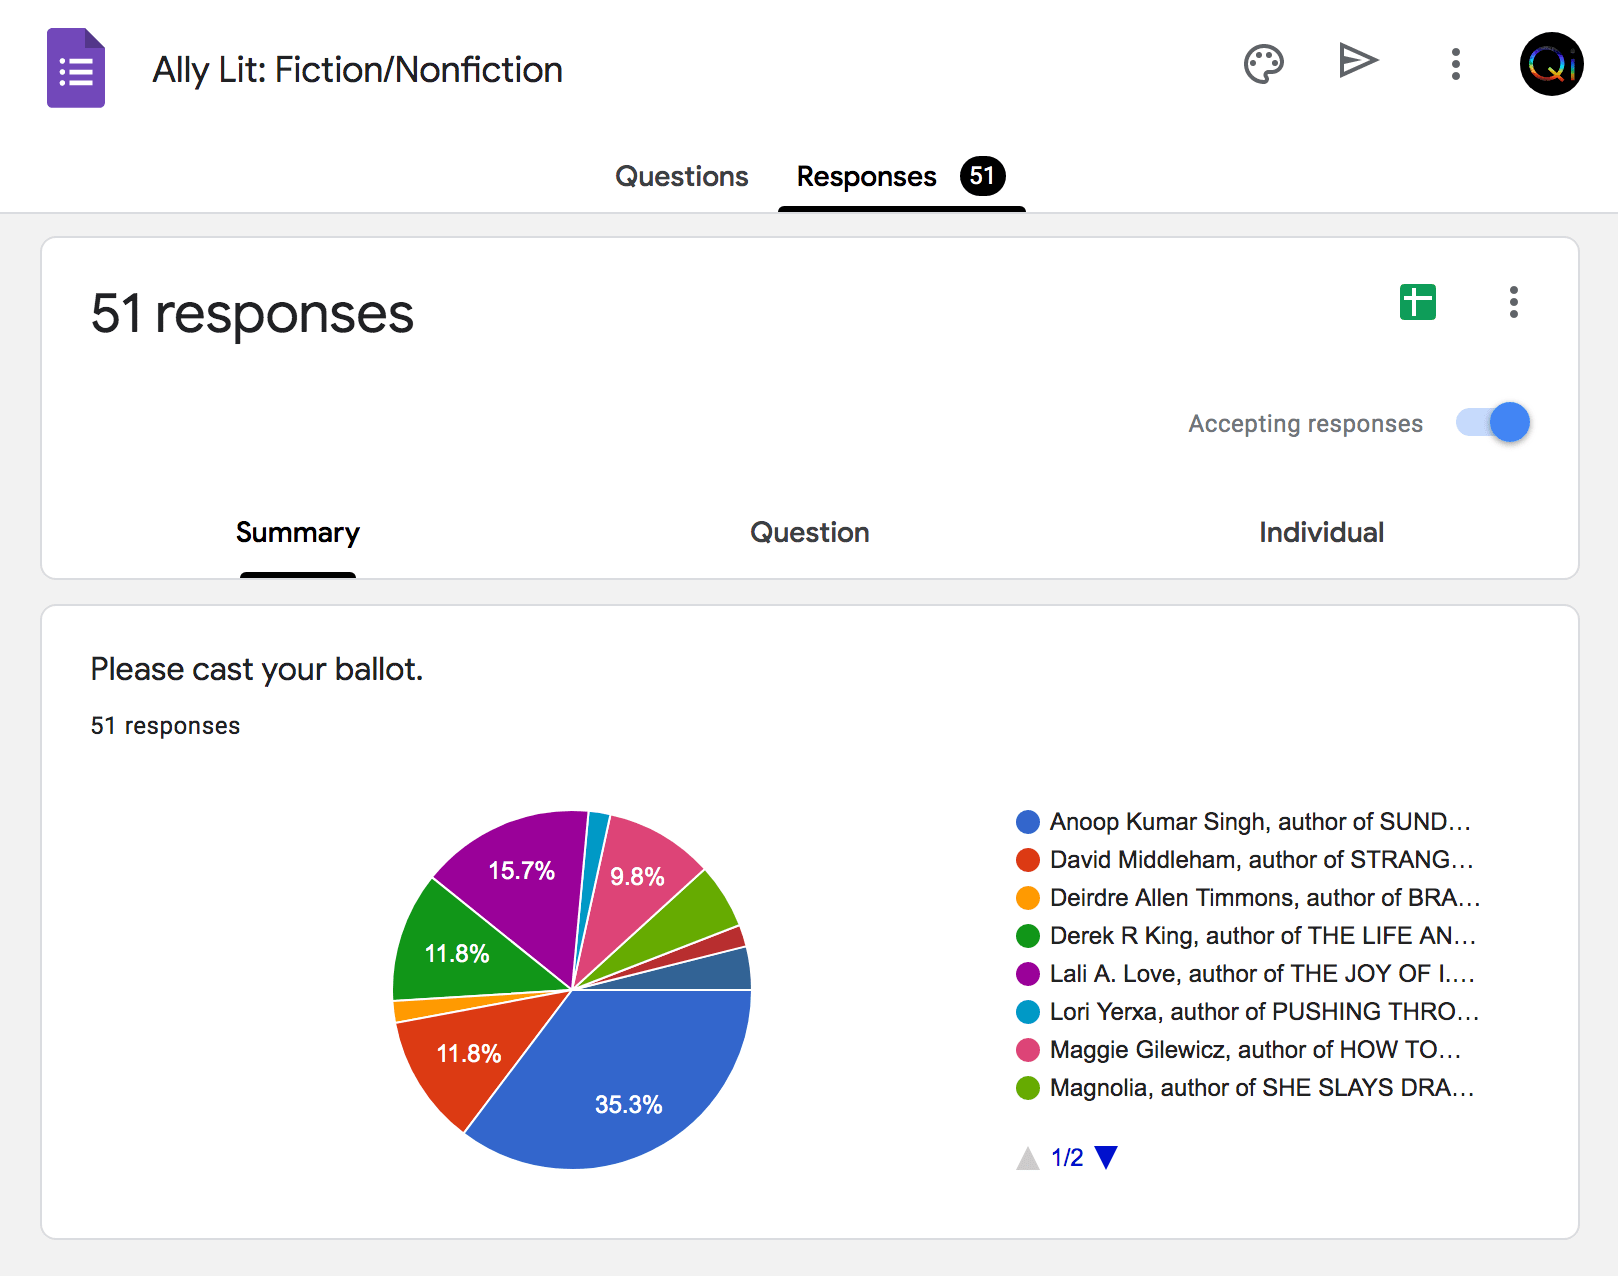 Ally Lit: Fiction/Nonfiction
Qi
Questions
Responses 51
51 responses
Accepting responses
Summary
Question
Individual
Please cast your ballot.
51 responses
15.7%
9.8%
11.8%
11.8%
35.3%
Anoop Kumar Singh, author of SUND...
David Middleham, author of STRANG...
Deirdre Allen Timmons, author of BRA...
Derek R King, author of THE LIFE AN...
Lali A. Love, author of THE JOY OF I....
Lori Yerxa, author of PUSHING THRO...
Maggie Gilewicz, author of HOW TO...
Magnolia, author of SHE SLAYS DRA...
1/2